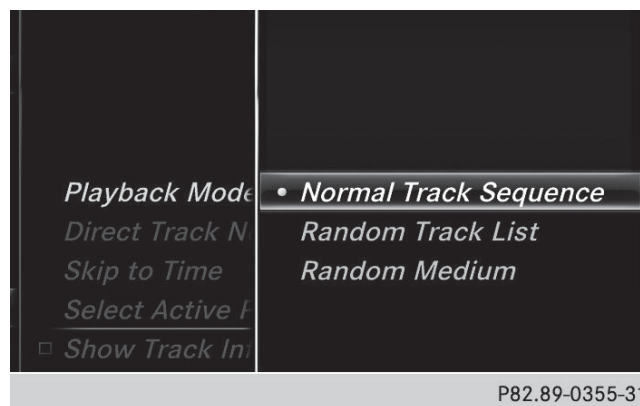 Playback Mode
Direct Track N
Skip to Time
Select Active
Show Track In
• Normal Track Sequence
Random Track List
Random Medium
P82.89-0355-31